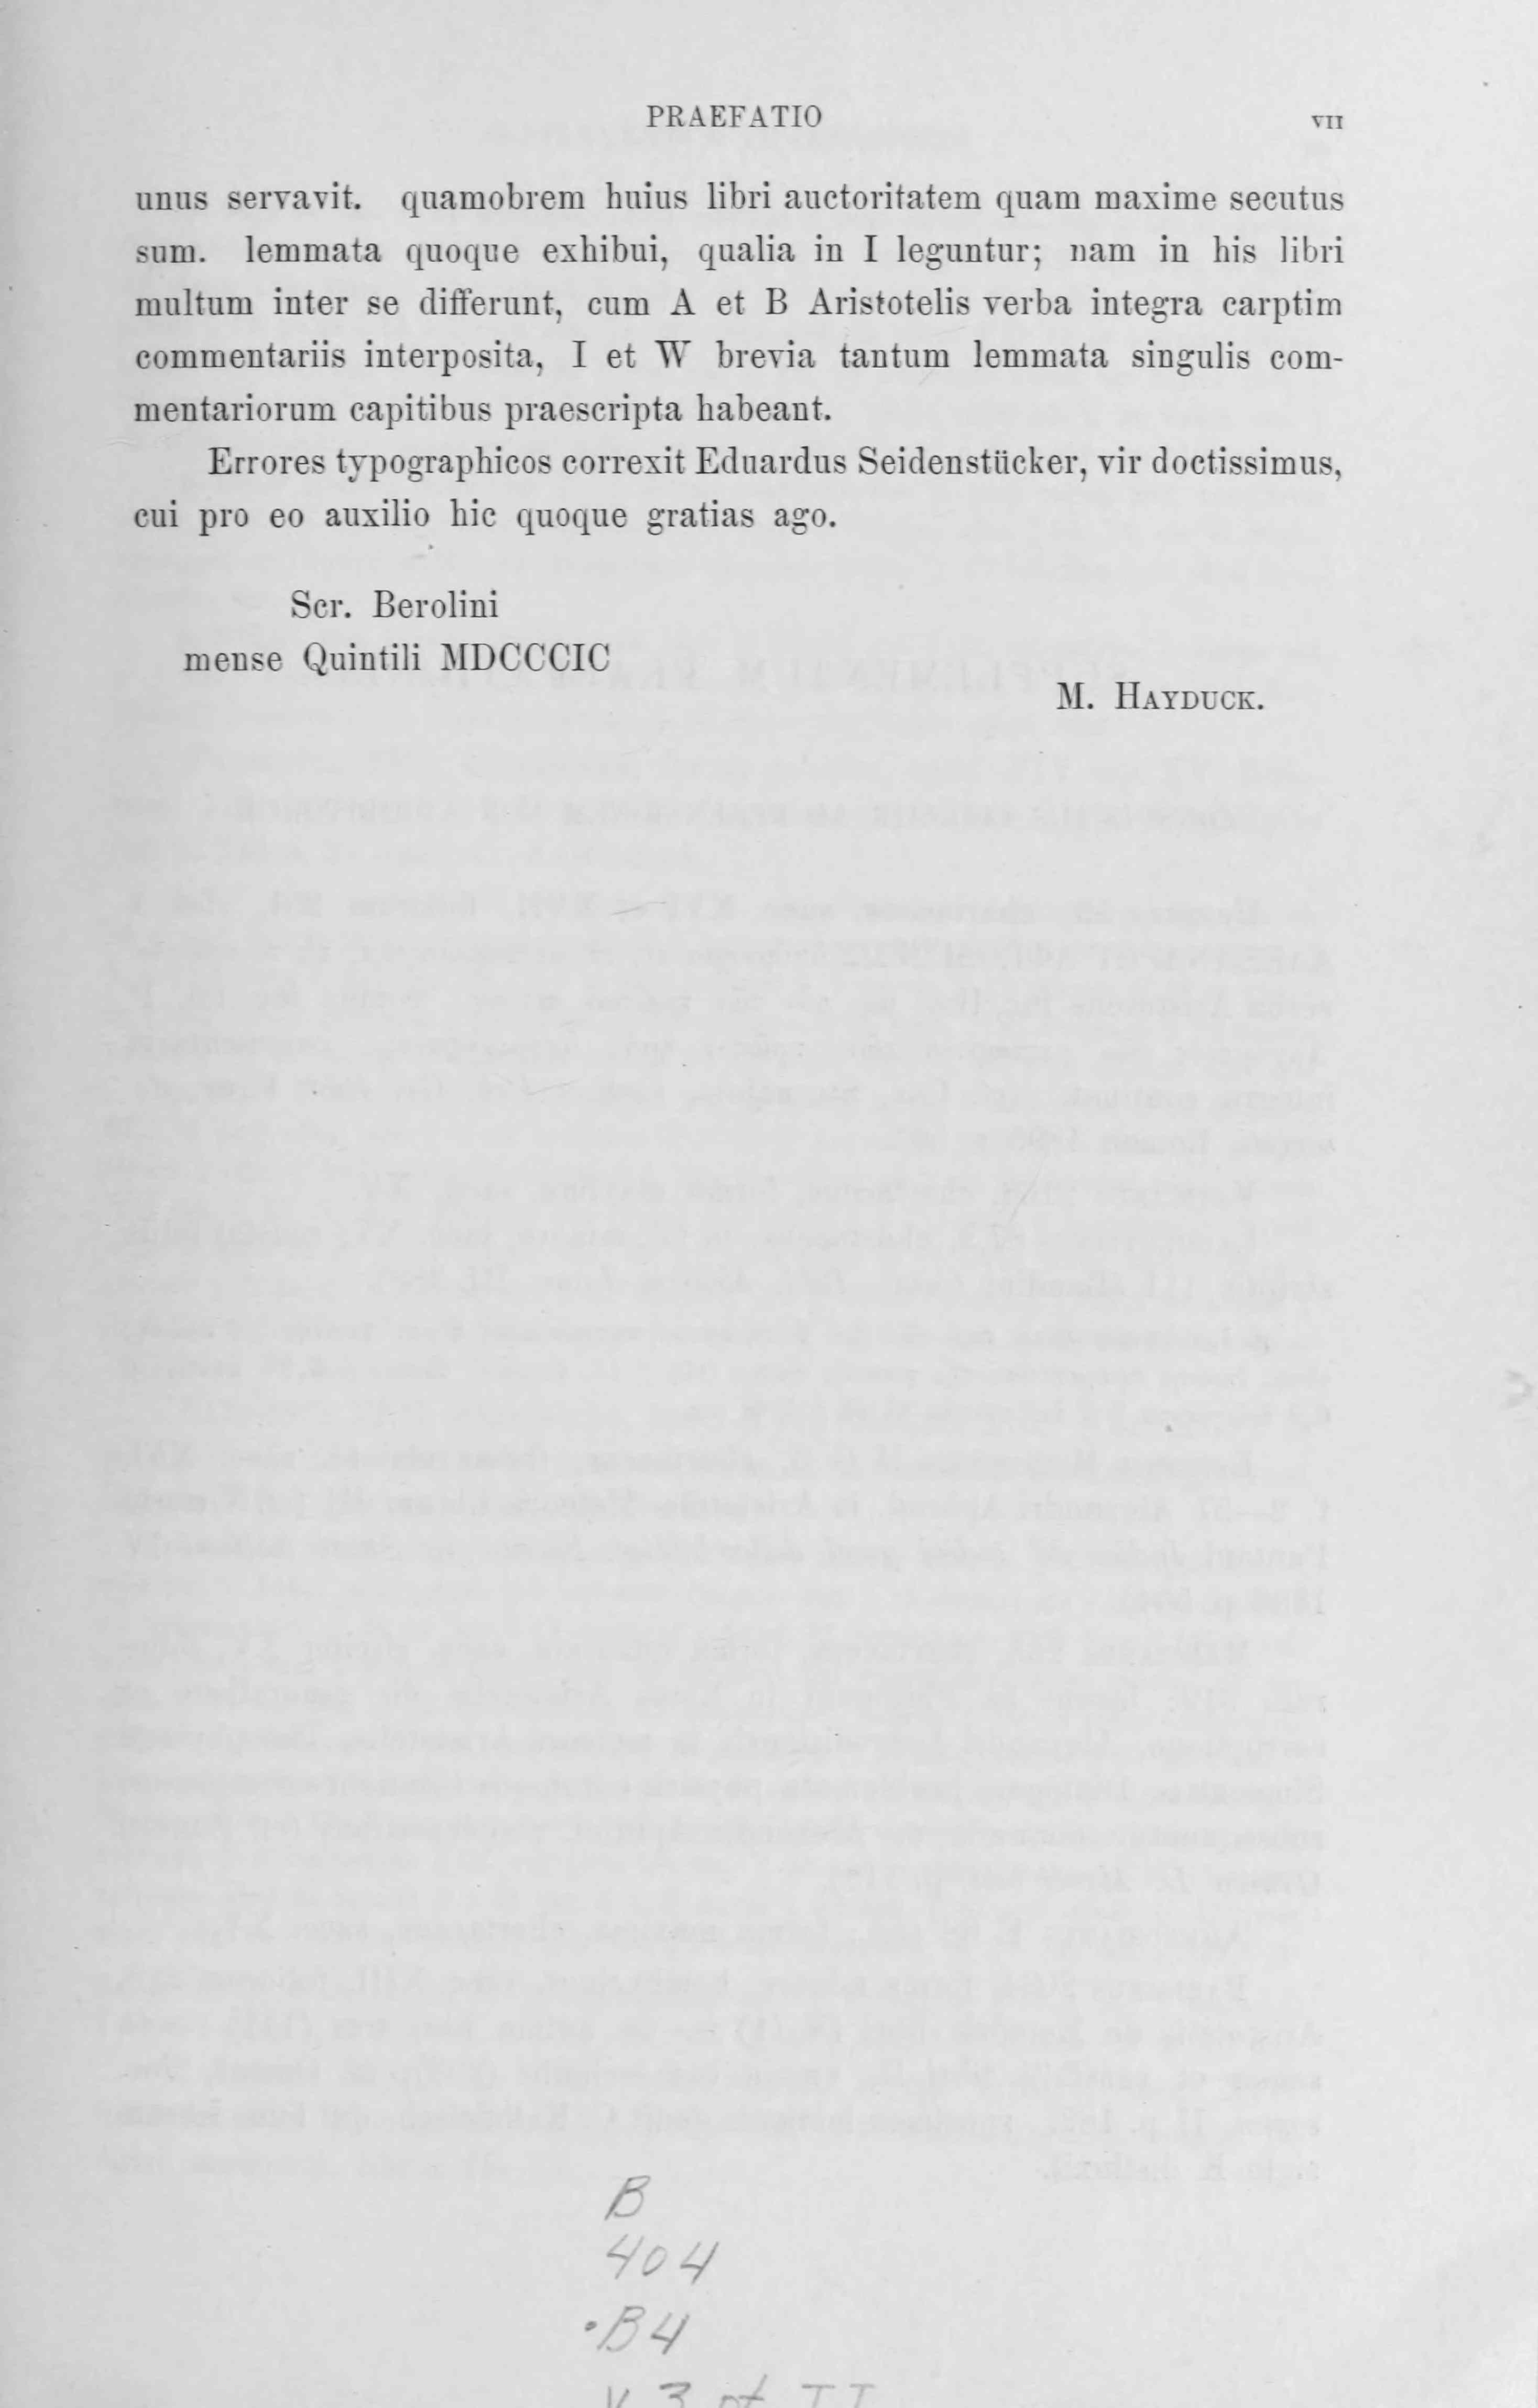 PRAEFATIO VII
unus servavit. quamobrem huius libri auctoritatem quam maxime secutus
sum. lemmata quoque exhibui, qualia in I leguntur; nam in his libri
multum inter se differunt, cum A et B Aristotelis verba integra carptim
commentariis interposita, I et W brevia tantum lemmata singulis com-
mentariorum capitibus praescripta habeant.
Errores typographicos correxit Eduardus Seidenstücker, vir doctissimus,
cui pro eo auxilio hic quoque gratias ago.
Scr. Berolini
mense Quintili MDCCCIC
M. HAYDUCK.
B
404
.B4
V.3 pt II